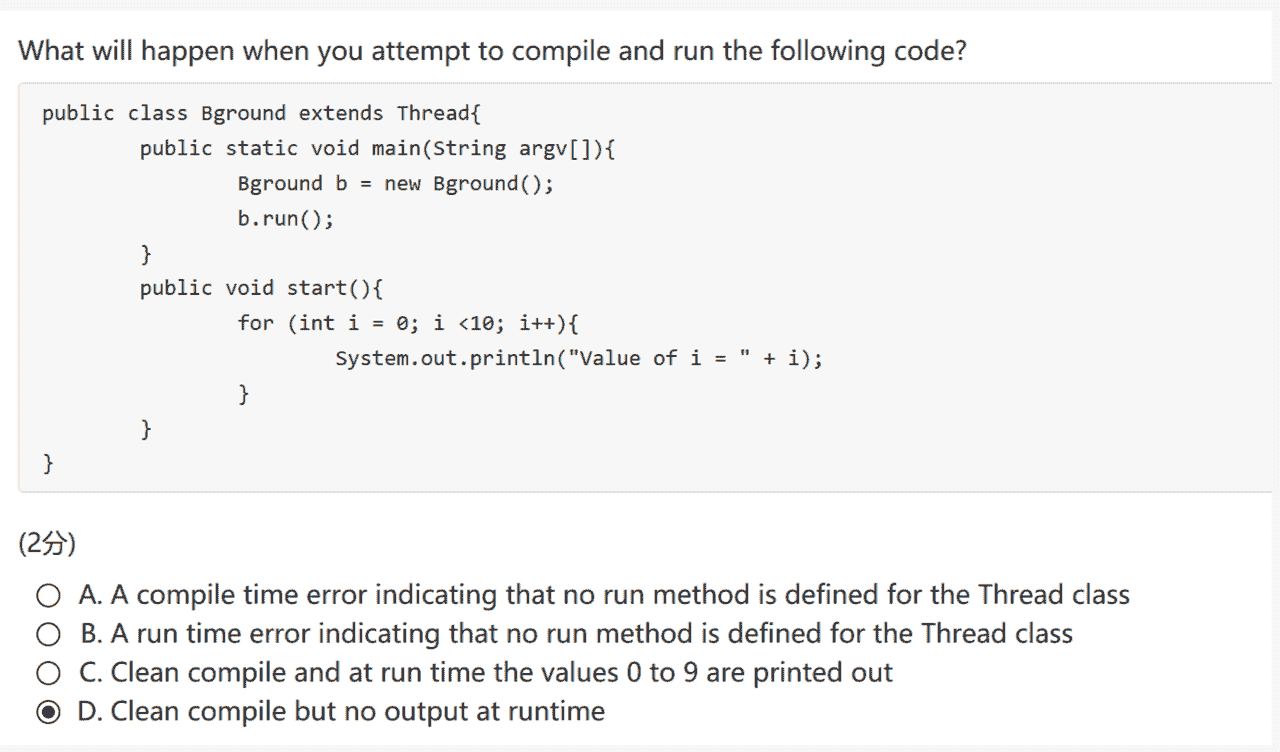 What will happen when you attempt to compile and run the following code?
public class Bground extends Thread{
        public static void main(String argv[]){
                Bground b = new Bground();
                b.run();
        }
        public void start(){
                for (int i = 0; i <10; i++){
                        System.out.println("Value of i = " + i);
                }
        }
}
(2分)
A. A compile time error indicating that no run method is defined for the Thread class
B. A run time error indicating that no run method is defined for the Thread class
C. Clean compile and at run time the values 0 to 9 are printed out
D. Clean compile but no output at runtime